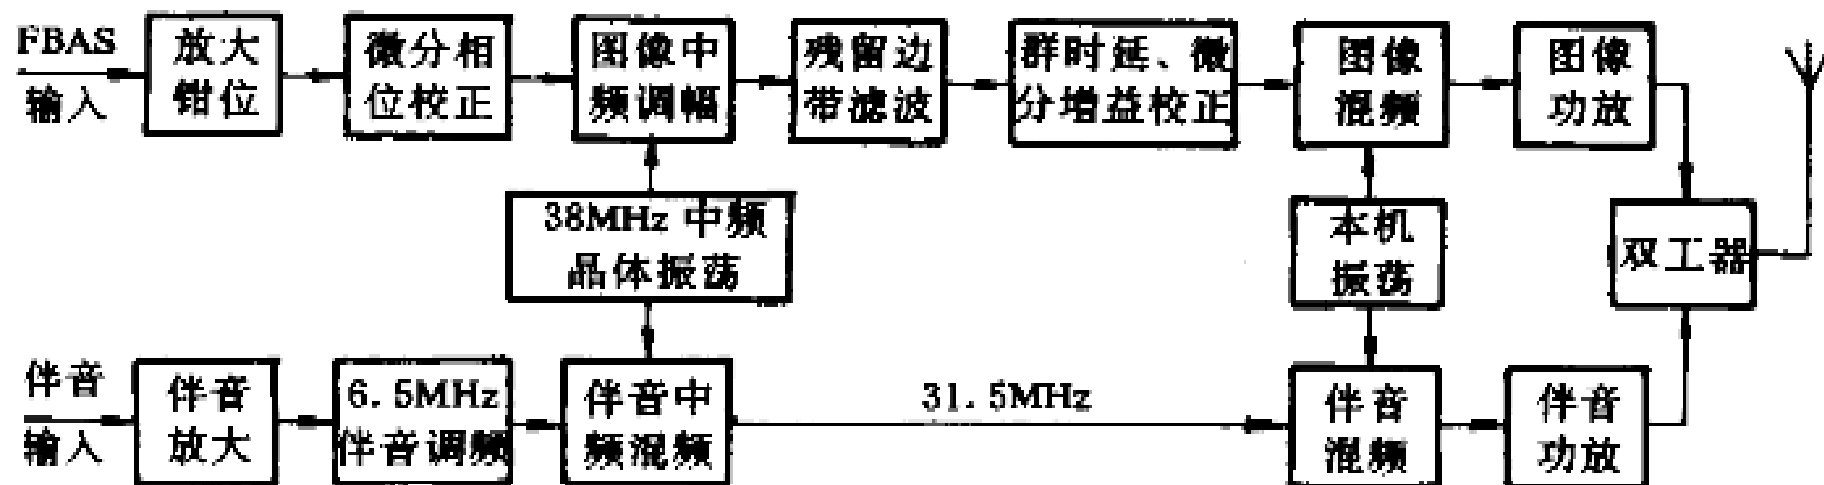 FBAS
输入
放大
钳位
微分相
位校正
图像中
频调幅
残留边
带滤波
群时延、微
分增益校正
图像
混频
图像
功放
38MHz 中频
晶体振荡
本机
振荡
双工器
伴音
输入
伴音
放大
6.5MHz
伴音调频
伴音中
频混频
31.5MHz
伴音
混频
伴音
功放